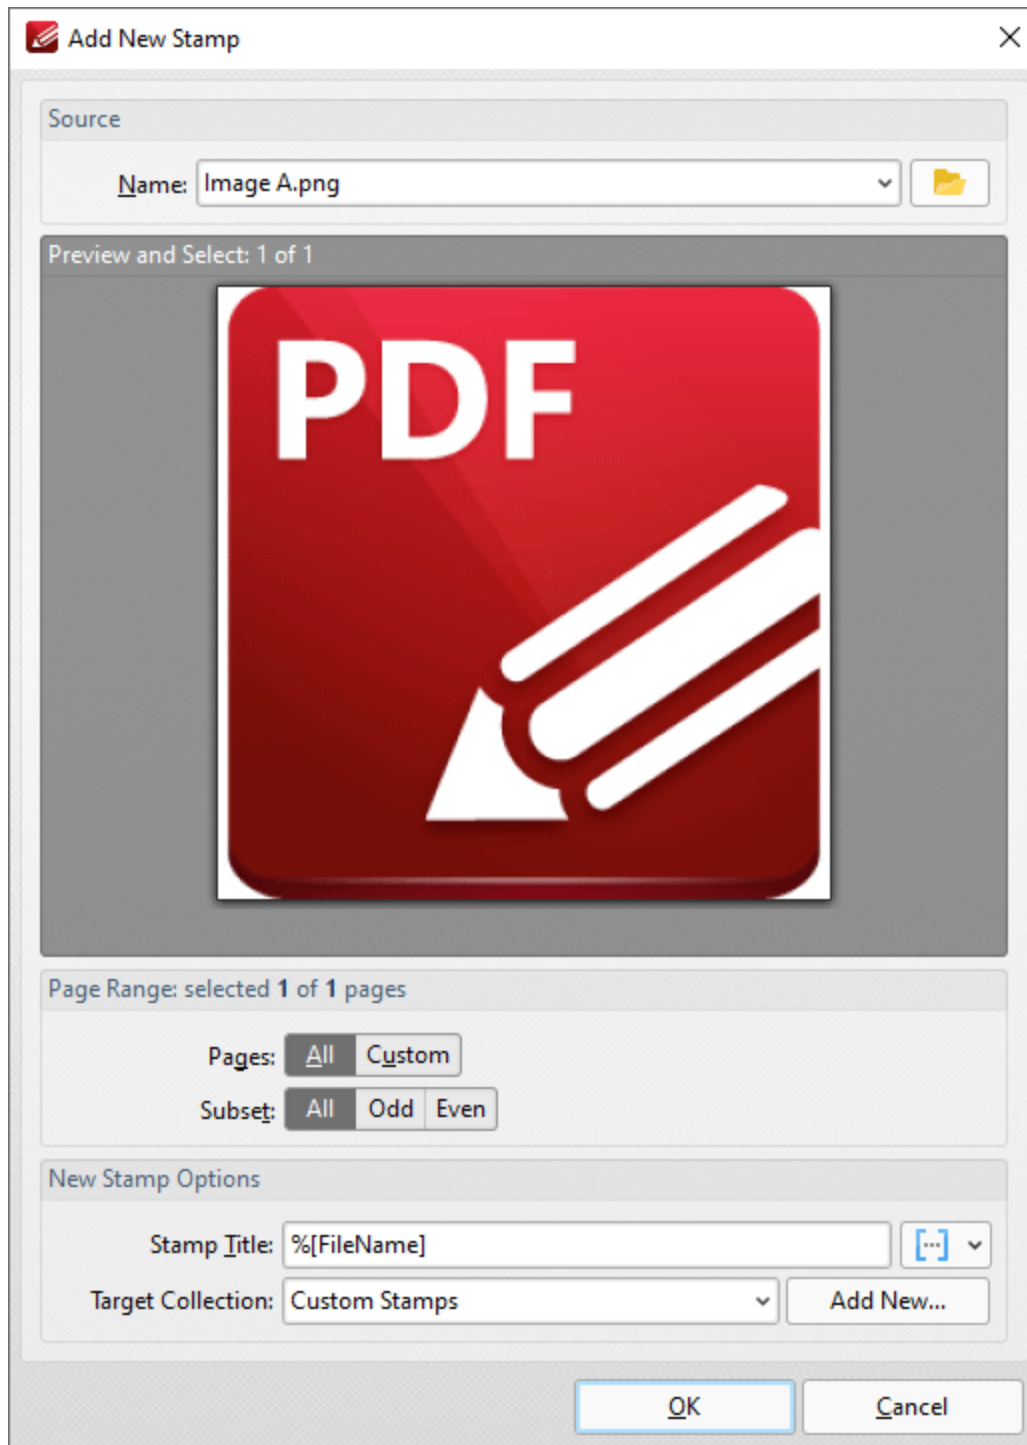 Add New Stamp
Source
Name: Image A.png
Preview and Select: 1 of 1
PDF
Page Range: selected 1 of 1 pages
Pages: All Custom
Subset: All Odd Even
New Stamp Options
Stamp Title: %[FileName]
Target Collection: Custom Stamps Add New...
OK Cancel